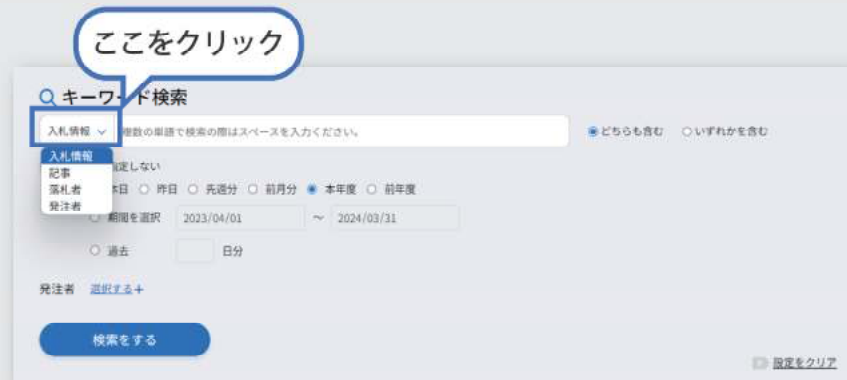 ここをクリック
キーワード検索
入札情報 複数の単語で検索の際はスペースを入力ください。 どちらも含む いずれかを含む
入札情報
記事
落札者
発注者
指定しない
本日 昨日 先週分 前月分 本年度 前年度
期間を選択 2023/04/01 ～ 2024/03/31
過去 日分
発注者 選択する+
検索をする
設定をクリア